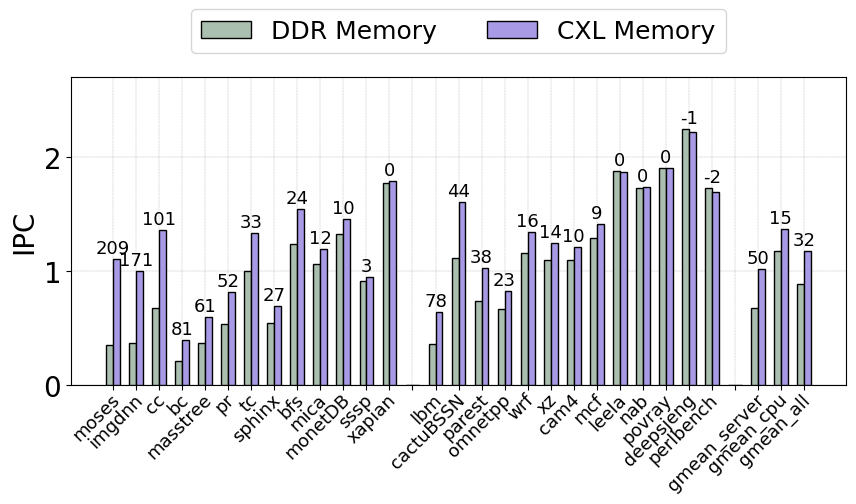 DDR Memory CXL Memory
IPC
2
1
0
209
171
101
81
61
52
33
27
24
12
10
3
0
78
44
38
23
16
14
10
9
0
0
0
-1
-2
50
15
32
moses
imgdnn
cc
bc
masstree
pr
tc
sphinx
bfs
mica
monetDB
sssp
xapian
lbm
cactuBSSN
parest
omnetpp
wrf
xz
cam4
mcf
leela
nab
povray
deepsjeng
perlbench
gmean_server
gmean_cpu
gmean_all